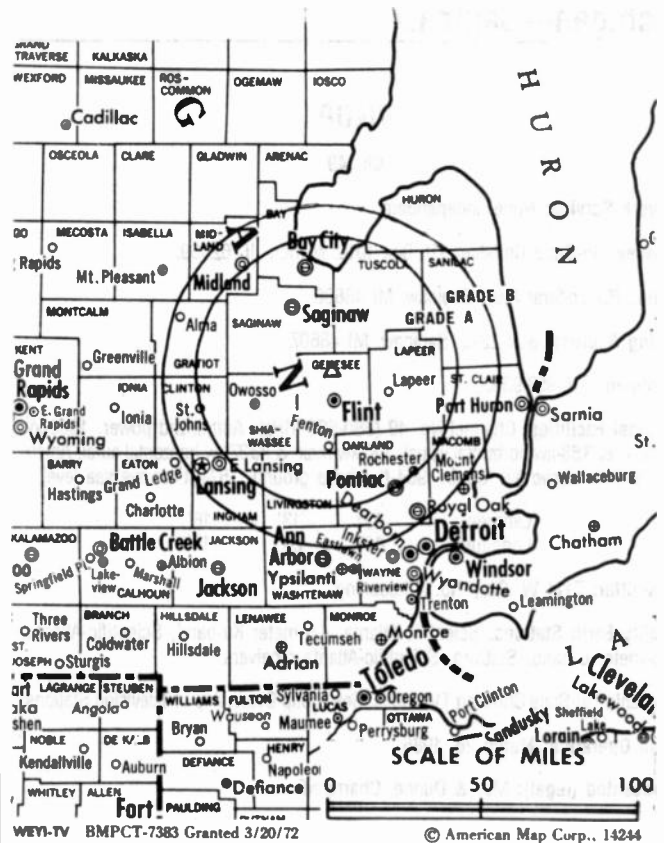 GRAND
TRAVERSE KALKASKA
WEXFORD MISSAUKEE ROS-
COMMON OGEMAW IOSCO
Cadillac
G
HURON
OSCEOLA CLARE GLADWIN ARENAC
HURON
BAY
MECOSTA ISABELLA MID-
LAND
A
Bay City
TUSCOLA SANILAC
Rapids
Mt. Pleasant
Midland
GRADE B
GRADE A
MONTCALM
Saginaw
Alma SAGINAW
LAPEER
KENT
Grand
Rapids
Greenville
GRATIOT
GENESEE
N
Lapeer
ST. CLAIR
IONIA CLINTON
Owosso
E. Grand
Rapids
Ionia
St.
Johns
Flint
Port Huron
Sarnia
Wyoming
SHIA-
WASSEE
Fenton
OAKLAND
MACOMB
St.
BARRY EATON
Grand Ledge
E. Lansing
Rochester
Mount
Clemens
Wallaceburg
Hastings
Lansing
Pontiac
Charlotte
INGHAM
LIVINGSTON
Royal Oak
Dearborn
Chatham
KALAMAZOO
Battle Creek
JACKSON
Ann
Arbor
Inkster
Detroit
Eastown
Albion
Windsor
Springfield Pl
Lake-
view
Marshall
CALHOUN
Jackson
Ypsilanti
WASHTENAW
WAYNE
Riverview
Wyandotte
Trenton
Leamington
Three
Rivers
BRANCH
Coldwater
HILLSDALE
Hillsdale
LENAWEE
MONROE
Tecumseh
Monroe
ST.
JOSEPH Sturgis
Adrian
Toledo
L. Clevelan
LAGRANGE STEUBEN
Angola
WILLIAMS FULTON
Sylvania
LUCAS
Oregon
Port Clinton
Sandusky
Sheffield
Lake
Lakewood
Wauseon
Maumee
OTTAWA
Perrysburg
Lorain
NOBLE DE KALB
Bryan
HENRY
Napoleon
SCALE OF MILES
Kendallville
Auburn
DEFIANCE
Defiance
0 50 100
WHITLEY ALLEN
Fort
PAULDING
PUTNAM
WEYI-TV BMPCT-7383 Granted 3/20/72
© American Map Corp., 14244